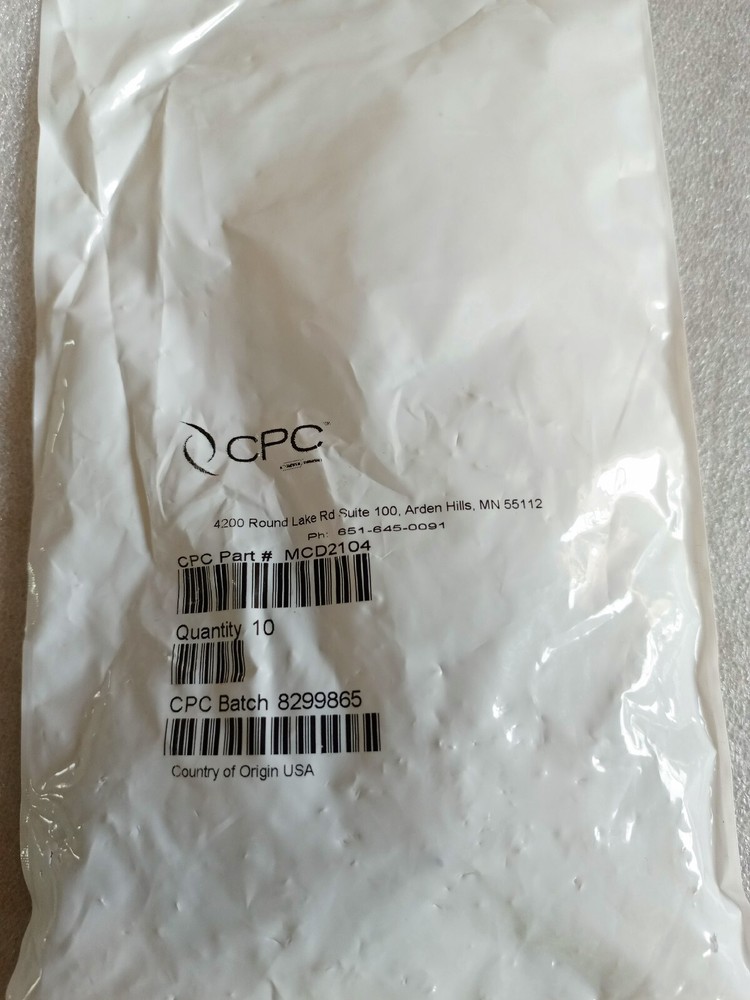 CPC™
4200 Round Lake Rd Suite 100, Arden Hills, MN 55112
Ph: 651-645-0091
CPC Part # MCD2104
Quantity 10
CPC Batch 8299865
Country of Origin USA